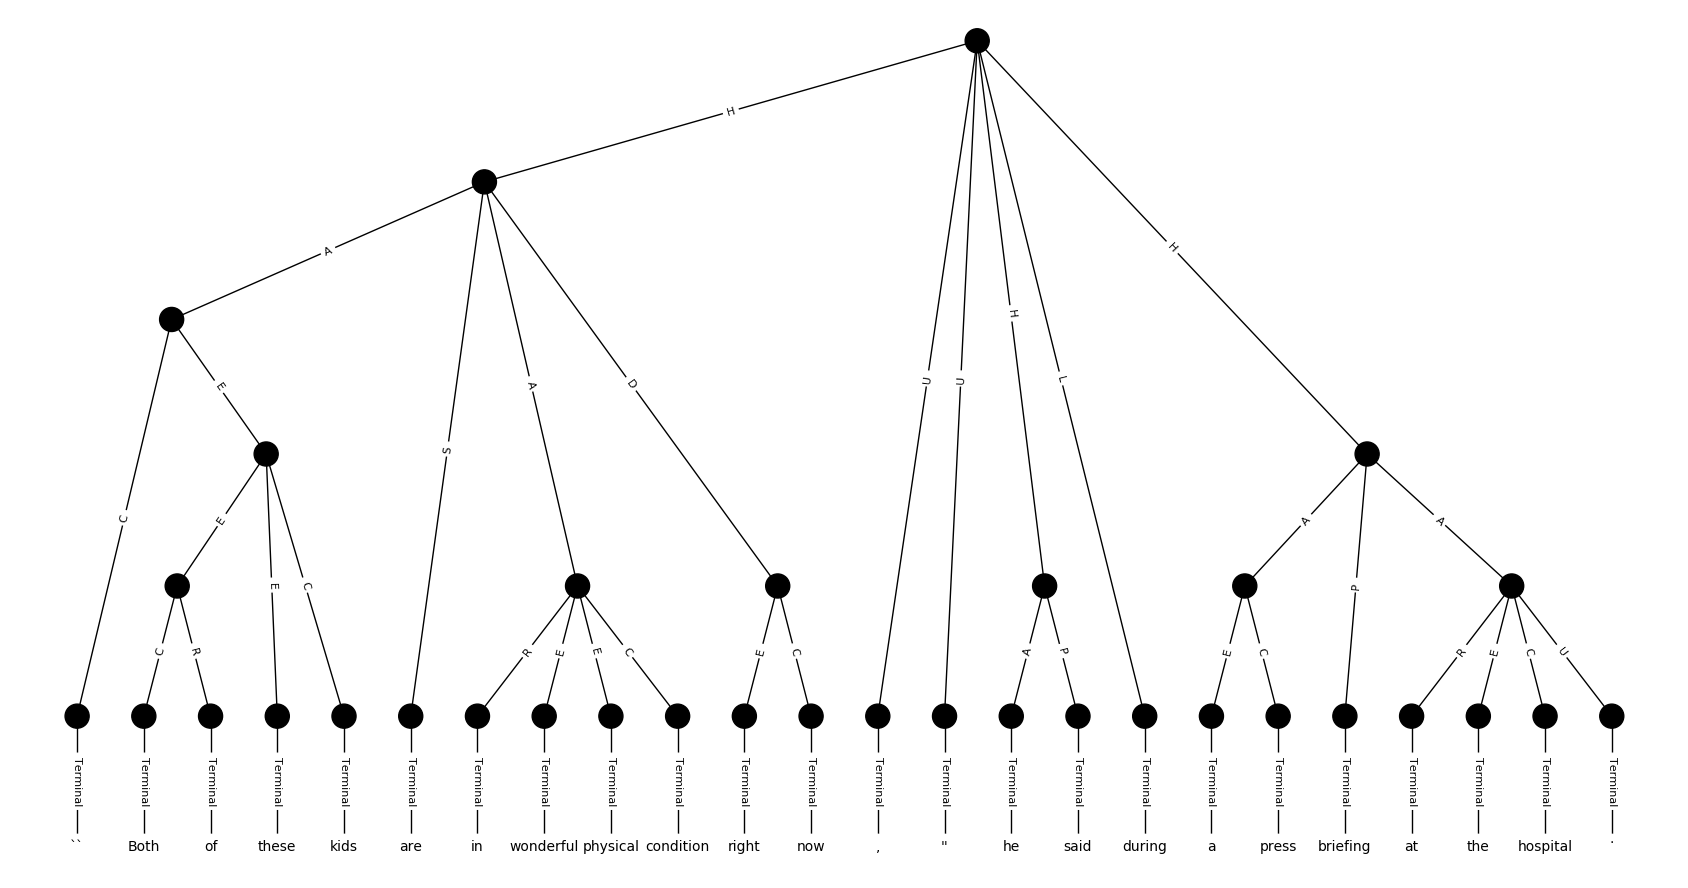 H
A
H
E
S
A
D
U
U
H
L
C
E
E
C
A
P
A
C
R
R
E
E
C
E
C
A
P
E
C
R
E
C
U
Terminal Terminal Terminal Terminal Terminal Terminal Terminal Terminal Terminal Terminal Terminal Terminal Terminal Terminal Terminal Terminal Terminal Terminal Terminal Terminal Terminal Terminal Terminal Terminal
`` Both of these kids are in wonderful physical condition right now , " he said during a press briefing at the hospital .